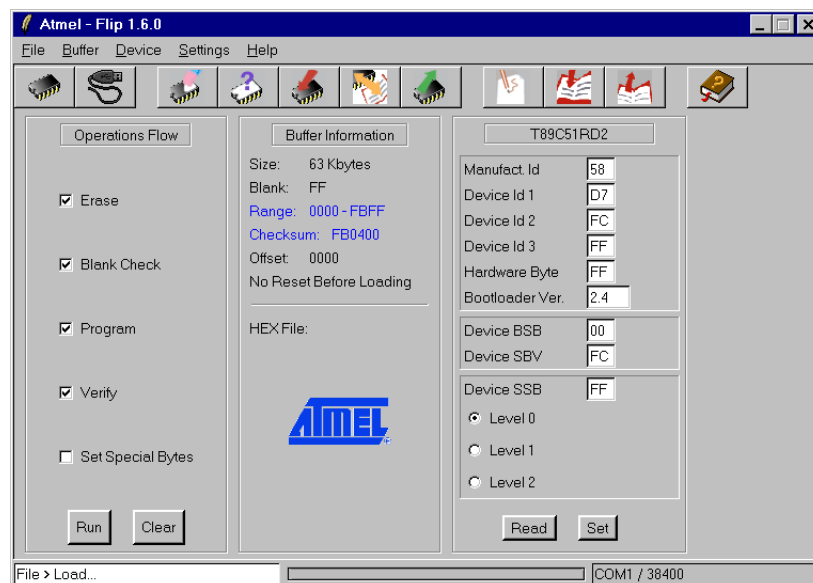 Atmel - Flip 1.6.0
File Buffer Device Settings Help
Operations Flow
Erase
Blank Check
Program
Verify
Set Special Bytes
Run Clear
Buffer Information
Size: 63 Kbytes
Blank: FF
Range: 0000 - FBFF
Checksum: FB0400
Offset: 0000
No Reset Before Loading
HEX File:
ATMEL
T89C51RD2
Manufact. Id 58
Device Id 1 D7
Device Id 2 FC
Device Id 3 FF
Hardware Byte FF
Bootloader Ver. 2.4
Device BSB 00
Device SBV FC
Device SSB FF
Level 0
Level 1
Level 2
Read Set
File > Load...
COM1 / 38400